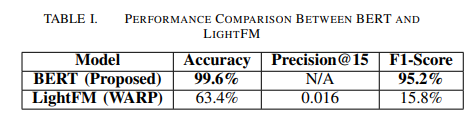 TABLE I. PERFORMANCE COMPARISON BETWEEN BERT AND
LIGHTFM
Model Accuracy Precision@15 F1-Score
BERT (Proposed) 99.6% N/A 95.2%
LightFM (WARP) 63.4% 0.016 15.8%